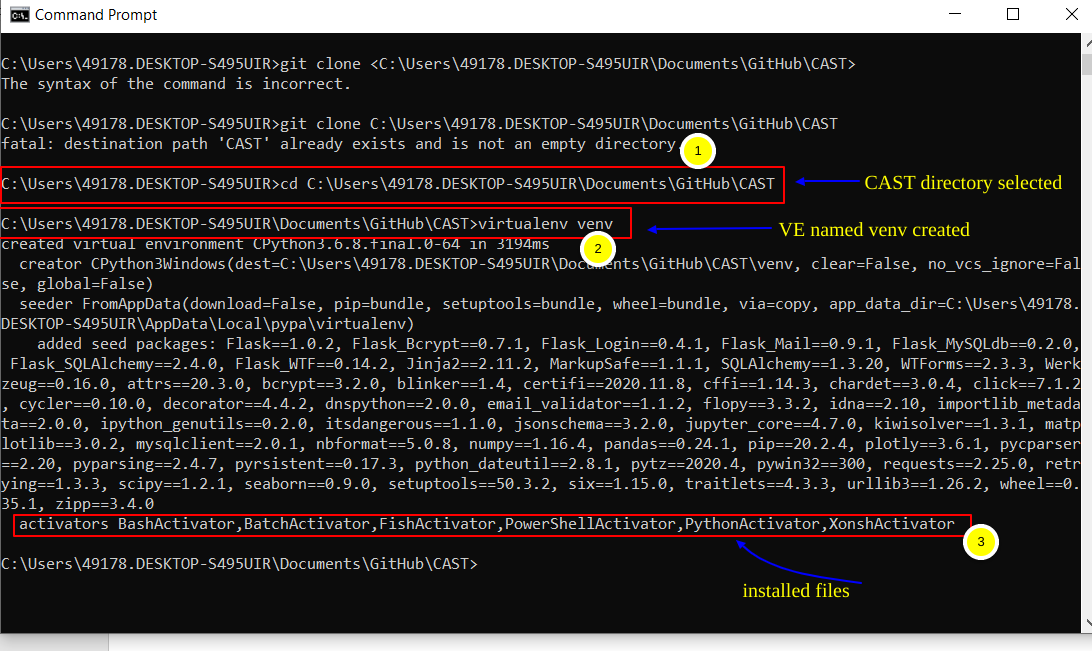 Command Prompt
C:\Users\49178.DESKTOP-S495UIR>git clone <C:\Users\49178.DESKTOP-S495UIR\Documents\GitHub\CAST>
The syntax of the command is incorrect.
C:\Users\49178.DESKTOP-S495UIR>git clone C:\Users\49178.DESKTOP-S495UIR\Documents\GitHub\CAST
fatal: destination path 'CAST' already exists and is not an empty directory.
1
C:\Users\49178.DESKTOP-S495UIR>cd C:\Users\49178.DESKTOP-S495UIR\Documents\GitHub\CAST
CAST directory selected
C:\Users\49178.DESKTOP-S495UIR\Documents\GitHub\CAST>virtualenv venv
VE named venv created
created virtual environment CPython3.6.8.final.0-64 in 3194ms
2
creator CPython3Windows(dest=C:\Users\49178.DESKTOP-S495UIR\Documents\GitHub\CAST\venv, clear=False, no_vcs_ignore=Fal
se, global=False)
seeder FromAppData(download=False, pip=bundle, setuptools=bundle, wheel=bundle, via=copy, app_data_dir=C:\Users\49178.
DESKTOP-S495UIR\AppData\Local\pypa\virtualenv)
added seed packages: Flask==1.0.2, Flask_Bcrypt==0.7.1, Flask_Login==0.4.1, Flask_Mail==0.9.1, Flask_MySQLdb==0.2.0,
Flask_SQLAlchemy==2.4.0, Flask_WTF==0.14.2, Jinja2==2.11.2, MarkupSafe==1.1.1, SQLAlchemy==1.3.20, WTForms==2.3.3, Werk
zeug==0.16.0, attrs==20.3.0, bcrypt==3.2.0, blinker==1.4, certifi==2020.11.8, cffi==1.14.3, chardet==3.0.4, click==7.1.2
, cycler==0.10.0, decorator==4.4.2, dnspython==2.0.0, email_validator==1.1.2, flopy==3.3.2, idna==2.10, importlib_metada
ta==2.0.0, ipython_genutils==0.2.0, itsdangerous==1.1.0, jsonschema==3.2.0, jupyter_core==4.7.0, kiwisolver==1.3.1, matp
lotlib==3.0.2, mysqlclient==2.0.1, nbformat==5.0.8, numpy==1.16.4, pandas==0.24.1, pip==20.2.4, plotly==3.6.1, pycparser
==2.20, pyparsing==2.4.7, pyrsistent==0.17.3, python_dateutil==2.8.1, pytz==2020.4, pywin32==300, requests==2.25.0, retr
ying==1.3.3, scipy==1.2.1, seaborn==0.9.0, setuptools==50.3.2, six==1.15.0, traitlets==4.3.3, urllib3==1.26.2, wheel==0.
35.1, zipp==3.4.0
activators BashActivator,BatchActivator,FishActivator,PowerShellActivator,PythonActivator,XonshActivator
3
C:\Users\49178.DESKTOP-S495UIR\Documents\GitHub\CAST>
installed files